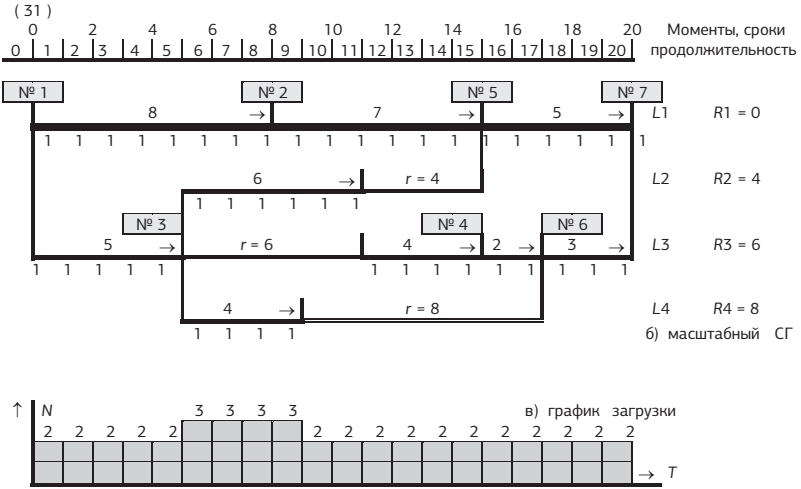 ( 31 )
0 2 4 6 8 10 12 14 16 18 20 Моменты, сроки
0 1 2 3 4 5 6 7 8 9 10 11 12 13 14 15 16 17 18 19 20 продолжительность
№ 1 № 2 № 5 № 7
8 → 7 → 5 → L1 R1 = 0
1 1 1 1 1 1 1 1 1 1 1 1 1 1 1 1 1 1 1 1
6 → r = 4 L2 R2 = 4
1 1 1 1 1 1
№ 3 № 4 № 6
5 → r = 6 4 → 2 → 3 → L3 R3 = 6
1 1 1 1 1 1 1 1 1 1 1 1 1 1
4 → r = 8 L4 R4 = 8
1 1 1 1 б) масштабный СГ
↑ N 3 3 3 3 в) график загрузки
2 2 2 2 2 2 2 2 2 2 2 2 2 2 2 2
→ T